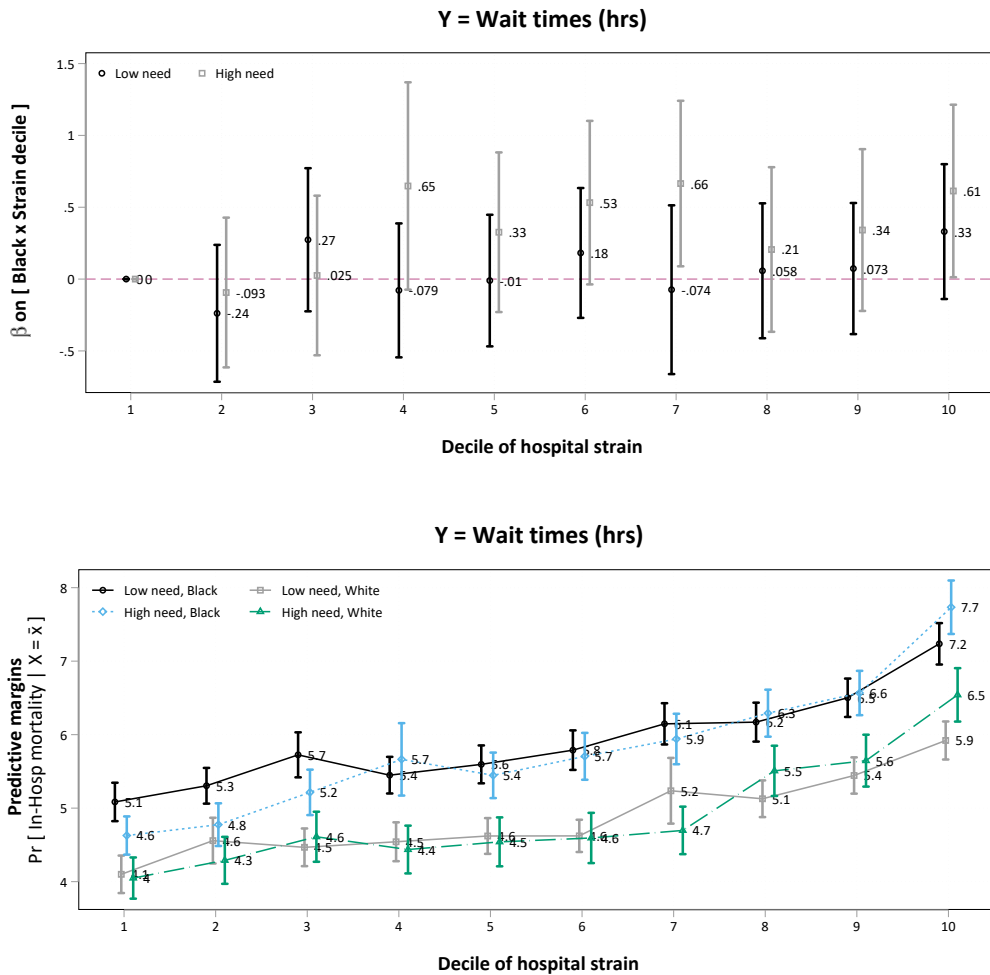 Y = Wait times (hrs)
β on [ Black x Strain decile ]
1.5
1
.5
0
-.5
Low need
High need
0
0
-.24
-.093
.27
.025
-.079
.65
-.01
.33
.18
.53
-.074
.66
.058
.21
.073
.34
.33
.61
1 2 3 4 5 6 7 8 9 10
Decile of hospital strain
Y = Wait times (hrs)
Predictive margins
Pr [ In-Hosp mortality | X = x̄ ]
8
7
6
5
4
Low need, Black
Low need, White
High need, Black
High need, White
5.1 5.3 5.7 5.4 5.6 5.8 6.1 6.2 6.5 7.2
4.6 4.8 5.2 5.7 5.4 5.7 5.9 6.3 6.6 7.7
4.1 4.6 4.5 4.5 4.6 4.6 5.2 5.1 5.4 5.9
4 4.3 4.6 4.4 4.5 4.6 4.7 5.5 5.6 6.5
1 2 3 4 5 6 7 8 9 10
Decile of hospital strain